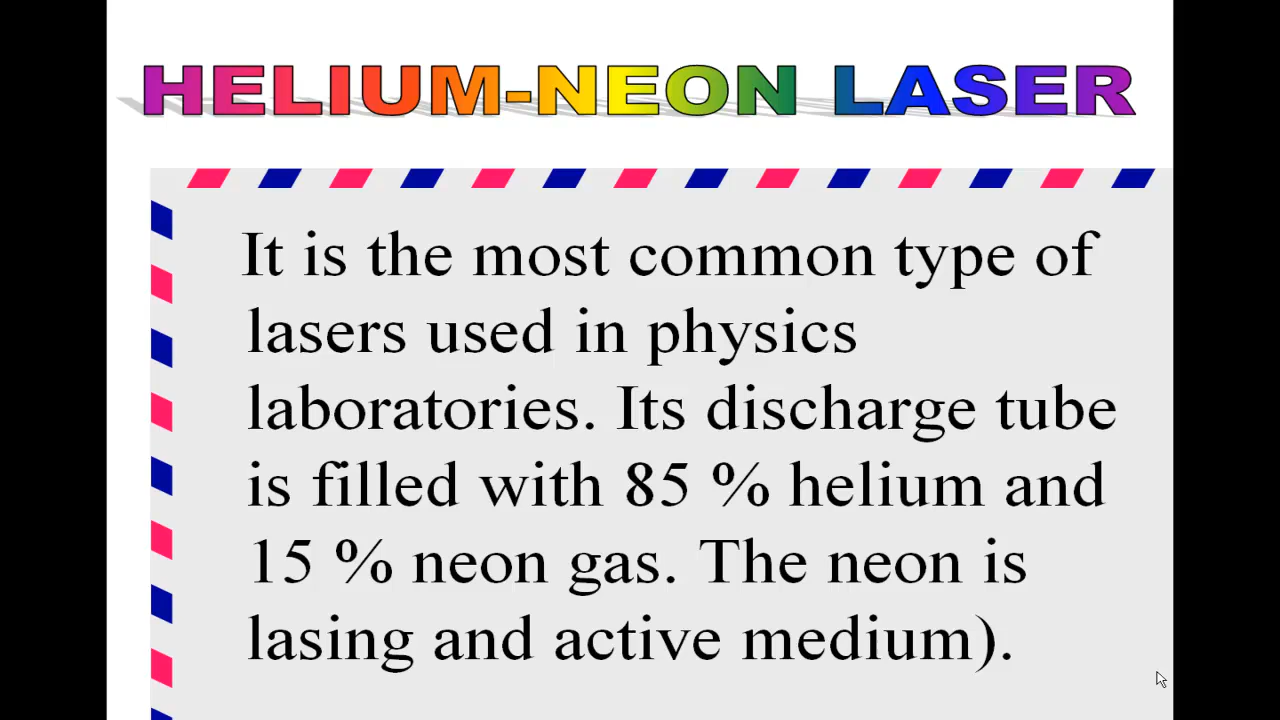 HELIUM-NEON LASER
It is the most common type of
lasers used in physics
laboratories. Its discharge tube
is filled with 85 % helium and
15 % neon gas. The neon is
lasing and active medium).